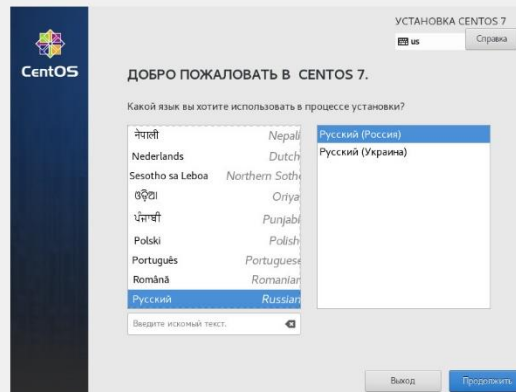 УСТАНОВКА CENTOS 7
us
Справка
CentOS
ДОБРО ПОЖАЛОВАТЬ В CENTOS 7.
Какой язык вы хотите использовать в процессе установки?
नेपाली Nepali
Nederlands Dutch
Sesotho sa Leboa Northern Sotho
ଓଡ଼ିଆ Oriya
ਪੰਜਾਬੀ Punjabi
Polski Polish
Português Portuguese
Română Romanian
Русский Russian
Русский (Россия)
Русский (Украина)
Введите искомый текст.
Выход
Продолжить